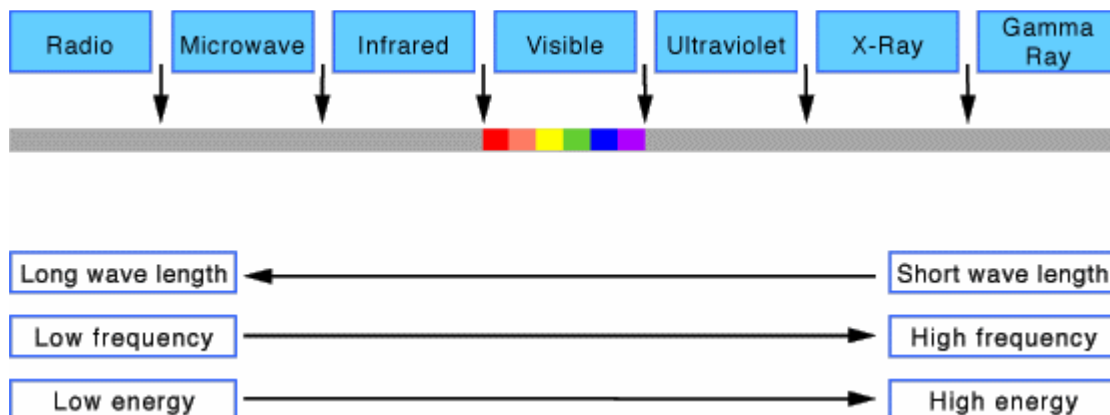 Radio
Microwave
Infrared
Visible
Ultraviolet
X-Ray
Gamma
Ray
Long wave length
Short wave length
Low frequency
High frequency
Low energy
High energy